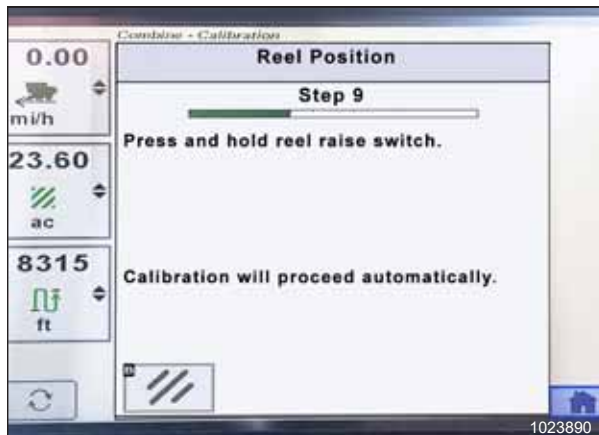 Combine - Calibration
0.00
mi/h
23.60
ac
8315
ft
Reel Position
Step 9
Press and hold reel raise switch.
Calibration will proceed automatically.
1023890